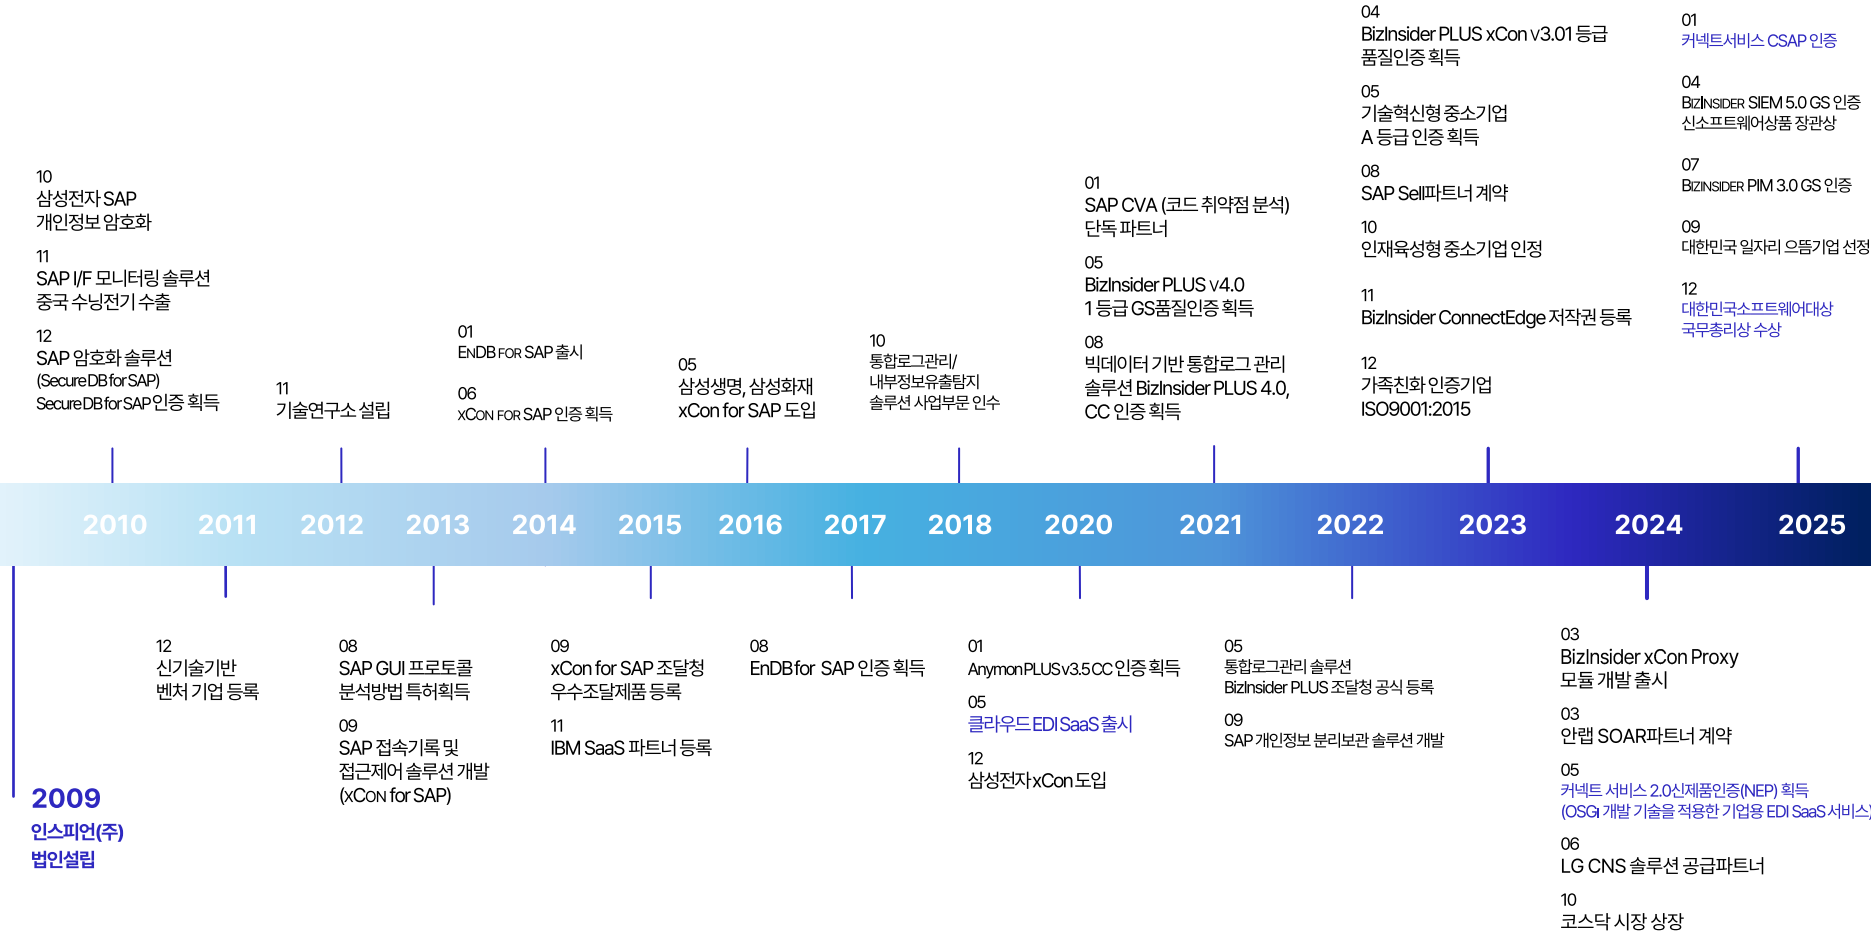 10
삼성전자 SAP
개인정보 암호화
11
SAP I/F 모니터링 솔루션
중국 수닝전기 수출
12
SAP 암호화 솔루션
(Secure DB for SAP)
Secure DB for SAP 인증 획득
11
기술연구소 설립
01
ENDB FOR SAP 출시
06
XCON FOR SAP 인증 획득
05
삼성생명, 삼성화재
xCon for SAP 도입
10
통합로그관리/
내부정보유출탐지
솔루션 사업부문 인수
01
SAP CVA (코드 취약점 분석)
단독 파트너
05
BizInsider PLUS v4.0
1 등급 GS품질인증 획득
08
빅데이터 기반 통합로그 관리
솔루션 BizInsider PLUS 4.0,
CC 인증 획득
04
BizInsider PLUS xCon v3.01 등급
품질인증 획득
05
기술혁신형 중소기업
A 등급 인증 획득
08
SAP Sell파트너 계약
10
인재육성형 중소기업 인정
11
BizInsider ConnectEdge 저작권 등록
12
가족친화 인증기업
ISO9001:2015
01
커넥트서비스 CSAP 인증
04
BIZINSIDER SIEM 5.0 GS 인증
신소프트웨어상품 장관상
07
BIZINSIDER PIM 3.0 GS 인증
09
대한민국 일자리 으뜸기업 선정
12
대한민국소프트웨어대상
국무총리상 수상
2010 2011 2012 2013 2014 2015 2016 2017 2018 2020 2021 2022 2023 2024 2025
2009
인스피언(주)
법인설립
12
신기술기반
벤처 기업 등록
08
SAP GUI 프로토콜
분석방법 특허획득
09
SAP 접속기록 및
접근제어 솔루션 개발
(XCON for SAP)
09
xCon for SAP 조달청
우수조달제품 등록
11
IBM SaaS 파트너 등록
08
EnDB for SAP 인증 획득
01
Anymon PLUS v3.5 CC 인증 획득
05
클라우드 EDI SaaS 출시
12
삼성전자 xCon 도입
05
통합로그관리 솔루션
BizInsider PLUS 조달청 공식 등록
09
SAP 개인정보 분리보관 솔루션 개발
03
BizInsider xCon Proxy
모듈 개발 출시
03
안랩 SOAR파트너 계약
05
커넥트 서비스 2.0신제품인증(NEP) 획득
(OSGi 개발 기술을 적용한 기업용 EDI SaaS 서비스)
06
LG CNS 솔루션 공급파트너
10
코스닥 시장 상장